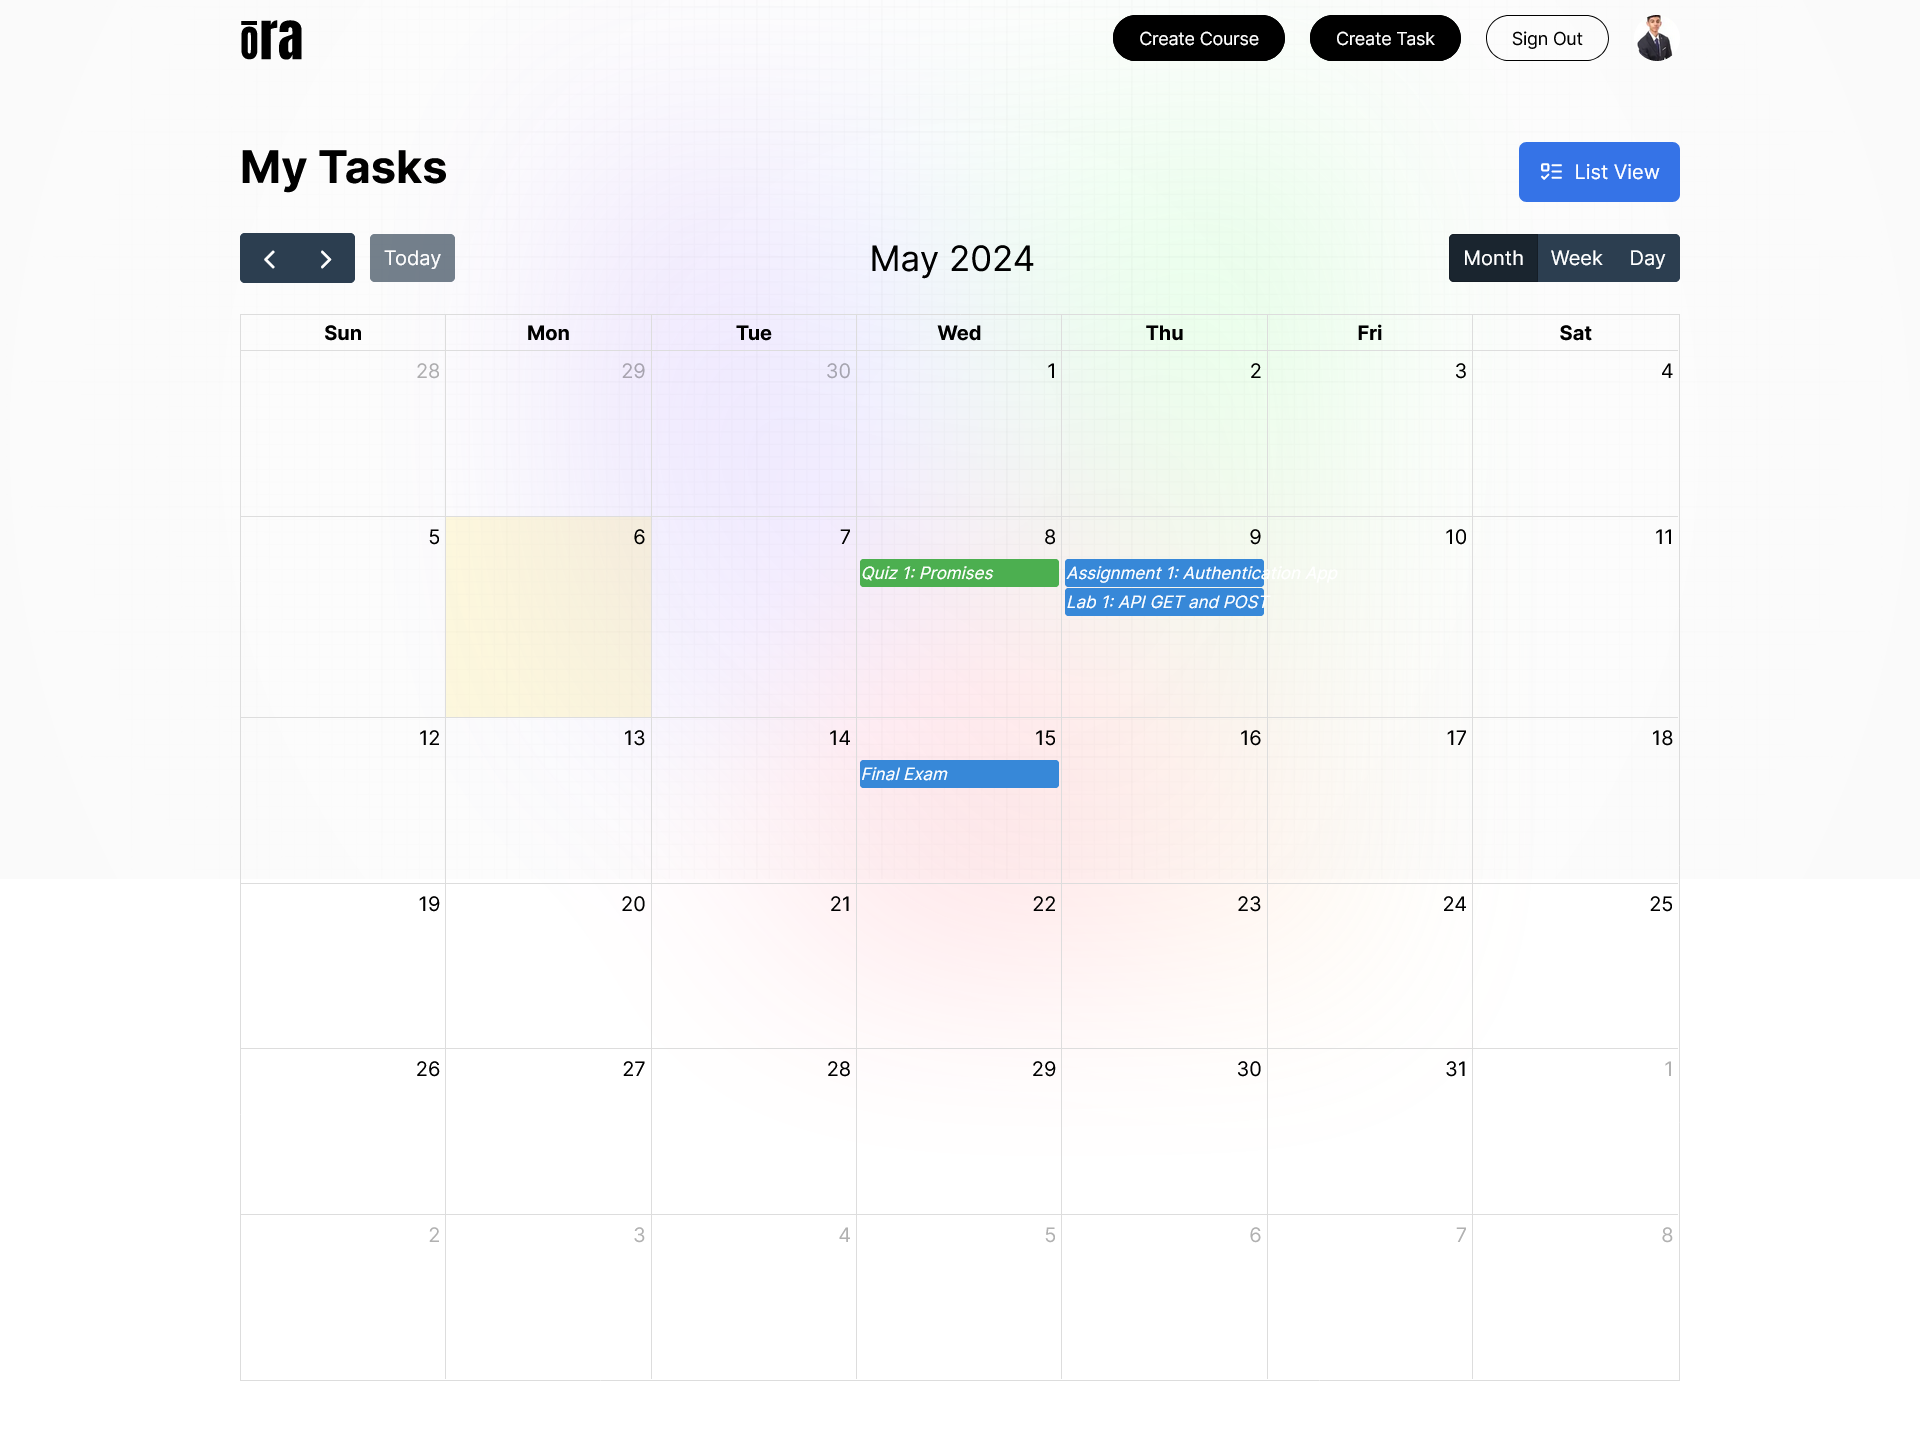 ōra
Create Course
Create Task
Sign Out
My Tasks
List View
Today
May 2024
Month Week Day
Sun Mon Tue Wed Thu Fri Sat
28 29 30 1 2 3 4
5 6 7 8 9 10 11
Quiz 1: Promises
Assignment 1: Authentication App
Lab 1: API GET and POST
12 13 14 15 16 17 18
Final Exam
19 20 21 22 23 24 25
26 27 28 29 30 31 1
2 3 4 5 6 7 8